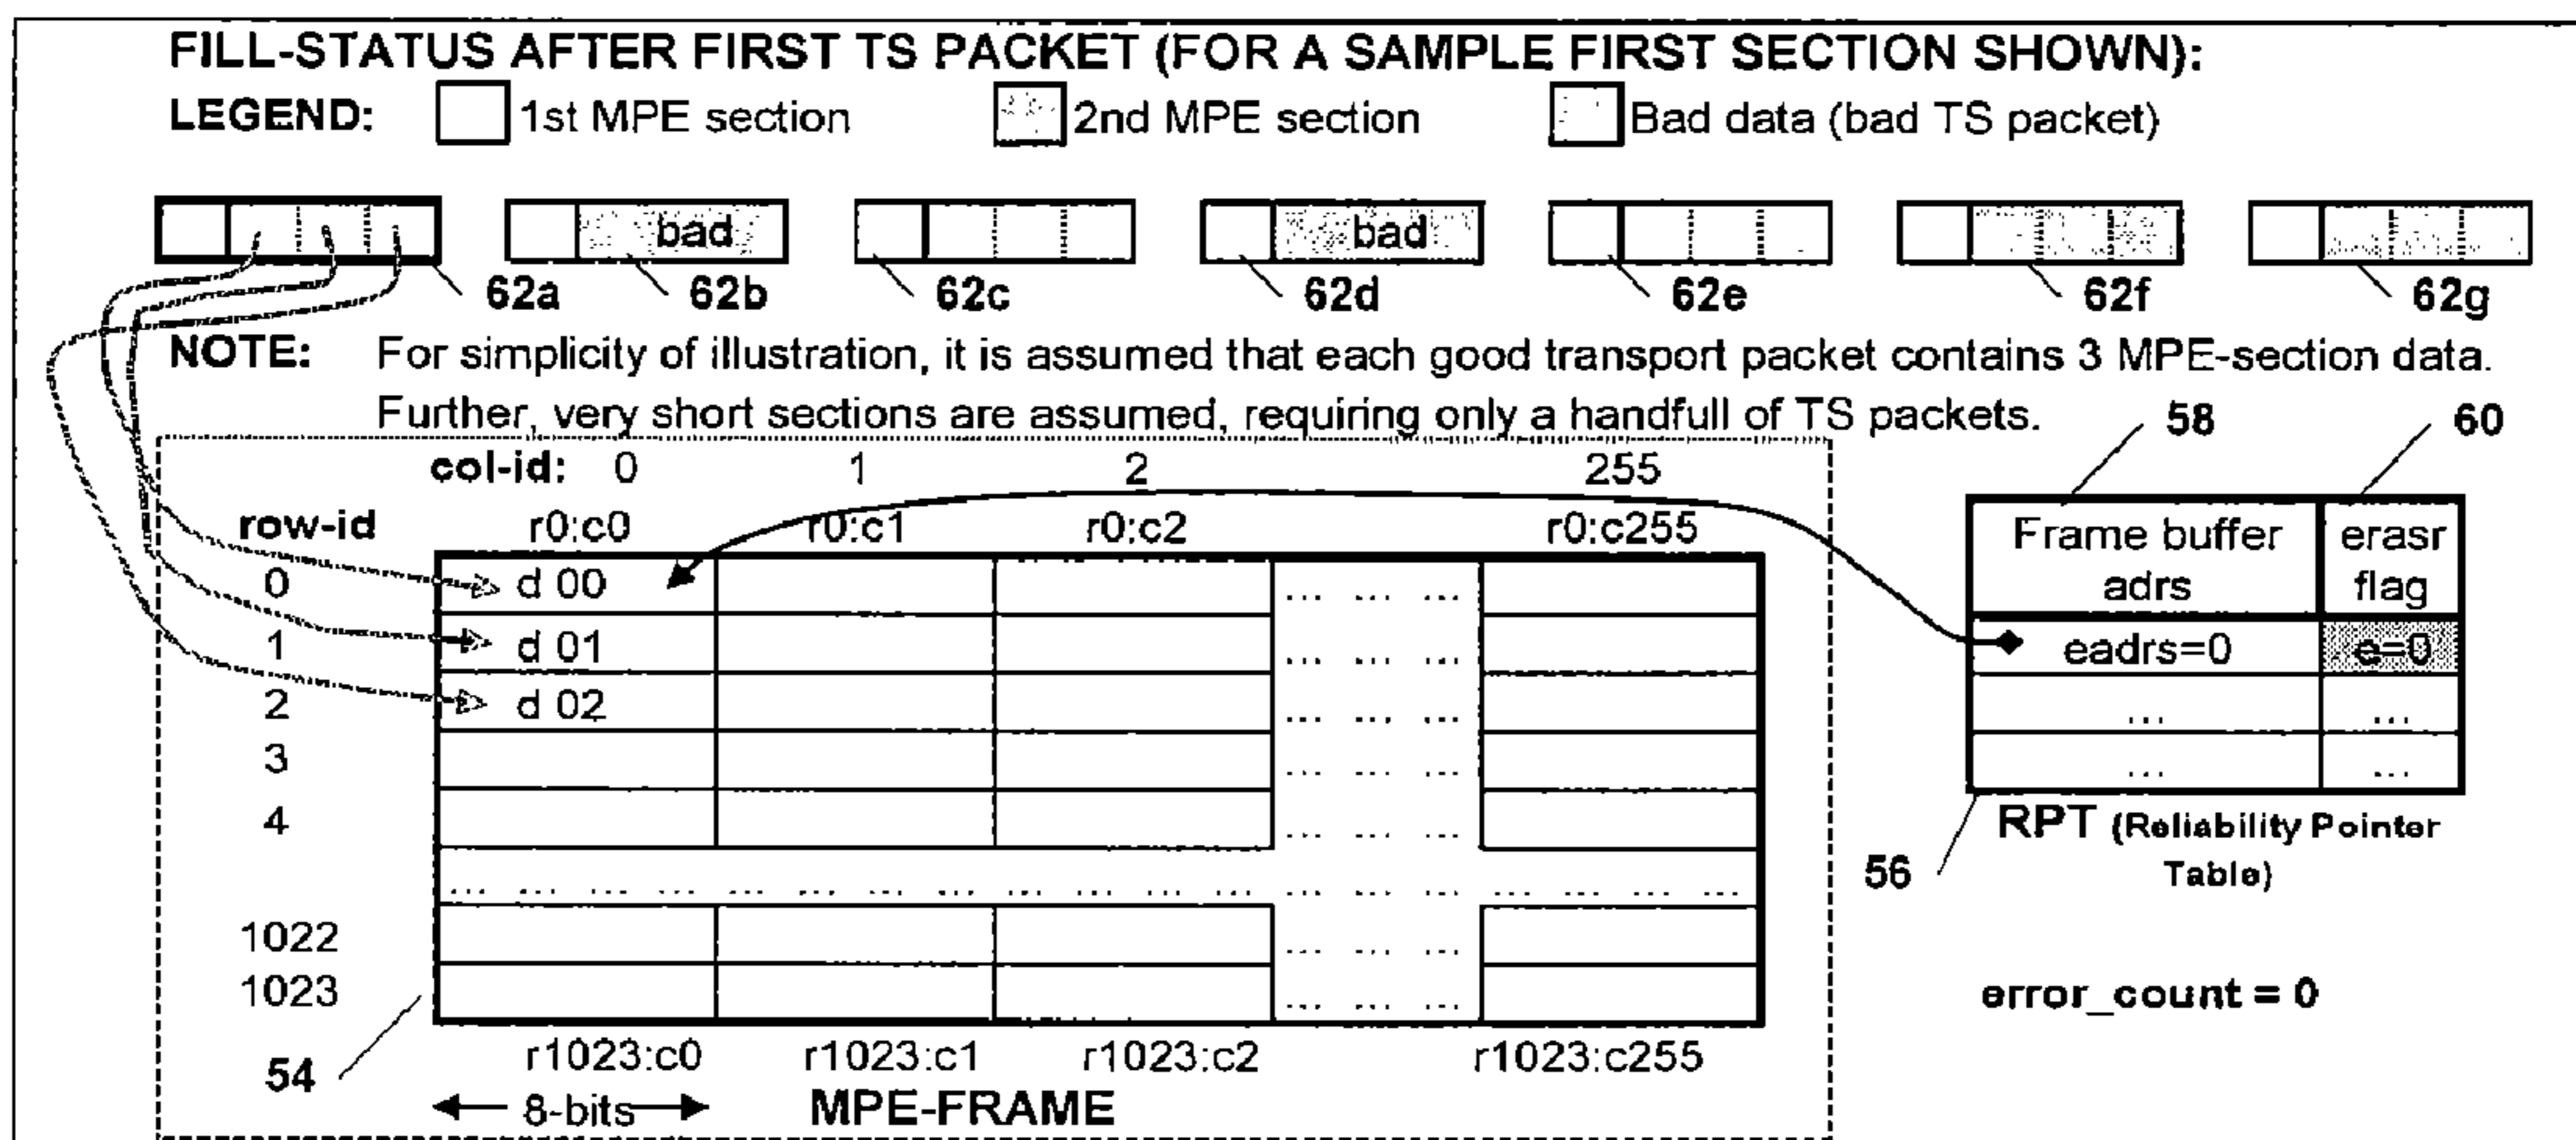 FILL-STATUS AFTER FIRST TS PACKET (FOR A SAMPLE FIRST SECTION SHOWN):
LEGEND: 1st MPE section 2nd MPE section Bad data (bad TS packet)
bad bad
62a 62b 62c 62d 62e 62f 62g
NOTE: For simplicity of illustration, it is assumed that each good transport packet contains 3 MPE-section data.
Further, very short sections are assumed, requiring only a handfull of TS packets.
58 60
col-id: 0 1 2 255
row-id r0:c0 r0:c1 r0:c2 r0:c255
Frame buffer adrs
erasr flag
0 d 00 ... ... ...
1 d 01 ... ... ...
eadrs=0 e=0
2 d 02 ... ... ...
... ...
3 ... ... ...
... ...
4 ... ... ...
RPT (Reliability Pointer
Table)
56
... ... ... ... ... ... ... ... ... ... ... ... ... ... ... ... ... ... ...
1022 ... ... ...
1023 ... ... ...
error_count = 0
54
r1023:c0 r1023:c1 r1023:c2 r1023:c255
8-bits MPE-FRAME